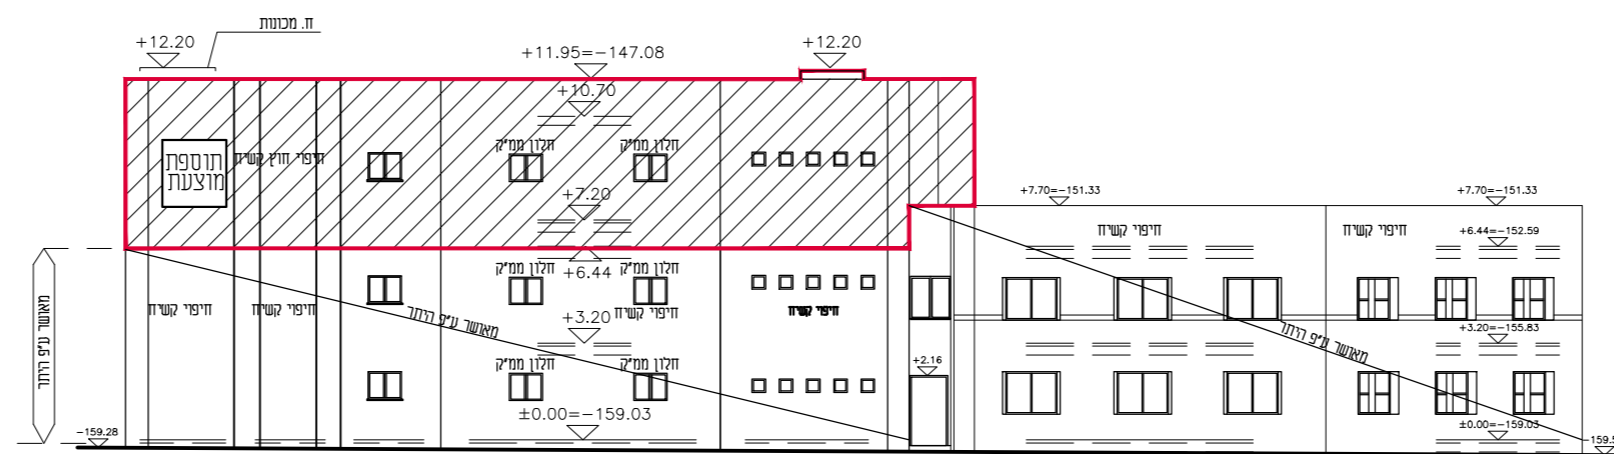 ח. מכונות
+12.20
+11.95=-147.08
+12.20
+10.70
תוספת
מוצעת
חיפוי חוץ קשיח
חלון ממ"ק
חלון ממ"ק
+7.20
+7.70=-151.33
+7.70=-151.33
חיפוי קשיח
חיפוי קשיח
+6.44=-152.59
+6.44
חלון ממ"ק
חלון ממ"ק
מאושר ע"פ היתר
חיפוי קשיח
חיפוי קשיח
מאושר ע"פ היתר
חיפוי קשיח
חיפוי קשיח
+3.20
+3.20=-155.83
מאושר ע"פ היתר
חלון ממ"ק
חלון ממ"ק
+2.16
±0.00=-159.03
±0.00=-159.03
-159.28